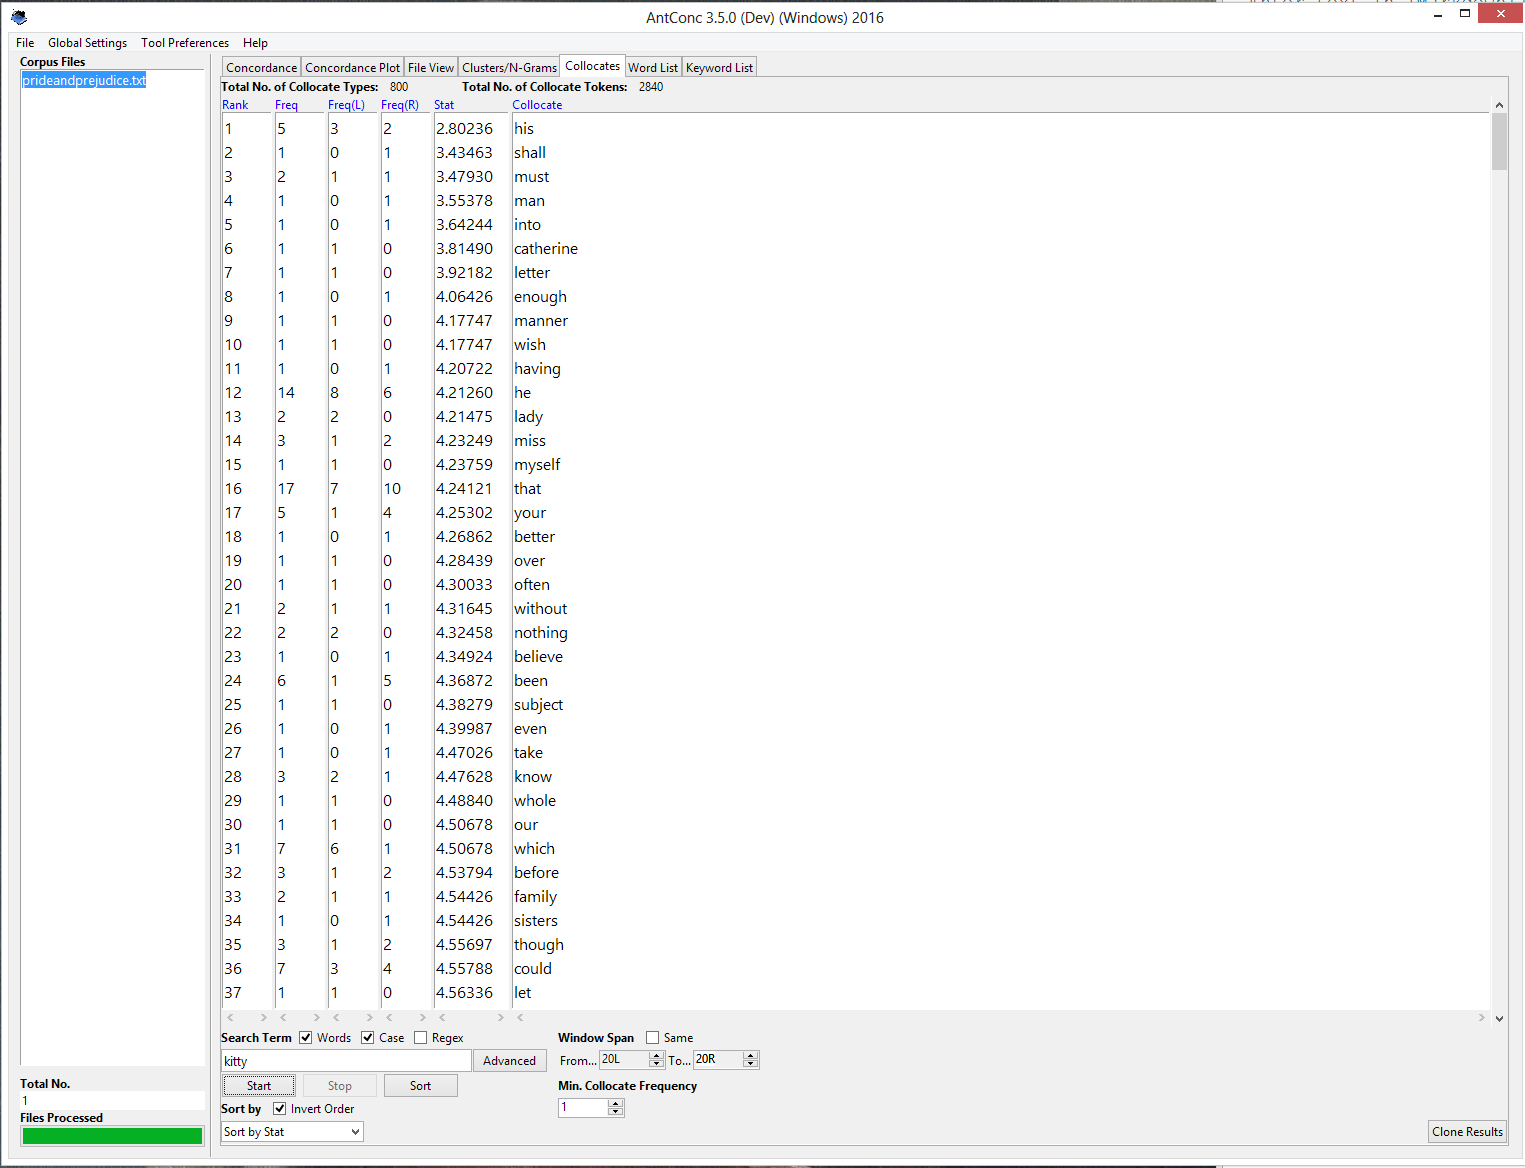 AntConc 3.5.0 (Dev) (Windows) 2016
File Global Settings Tool Preferences Help
Corpus Files
prideandprejudice.txt
Concordance Concordance Plot File View Clusters/N-Grams Collocates Word List Keyword List
Total No. of Collocate Types: 800 Total No. of Collocate Tokens: 2840
Rank Freq Freq(L) Freq(R) Stat Collocate
1 5 3 2 2.80236 his
2 1 0 1 3.43463 shall
3 2 1 1 3.47930 must
4 1 0 1 3.55378 man
5 1 0 1 3.64244 into
6 1 1 0 3.81490 catherine
7 1 1 0 3.92182 letter
8 1 0 1 4.06426 enough
9 1 1 0 4.17747 manner
10 1 1 0 4.17747 wish
11 1 0 1 4.20722 having
12 14 8 6 4.21260 he
13 2 2 0 4.21475 lady
14 3 1 2 4.23249 miss
15 1 1 0 4.23759 myself
16 17 7 10 4.24121 that
17 5 1 4 4.25302 your
18 1 0 1 4.26862 better
19 1 1 0 4.28439 over
20 1 1 0 4.30033 often
21 2 1 1 4.31645 without
22 2 2 0 4.32458 nothing
23 1 0 1 4.34924 believe
24 6 1 5 4.36872 been
25 1 1 0 4.38279 subject
26 1 0 1 4.39987 even
27 1 0 1 4.47026 take
28 3 2 1 4.47628 know
29 1 1 0 4.48840 whole
30 1 1 0 4.50678 our
31 7 6 1 4.50678 which
32 3 1 2 4.53794 before
33 2 1 1 4.54426 family
34 1 0 1 4.54426 sisters
35 3 1 2 4.55697 though
36 7 3 4 4.55788 could
37 1 1 0 4.56336 let
Search Term Words Case Regex Window Span Same
kitty Advanced From... 20L To... 20R
Start Stop Sort Min. Collocate Frequency
Sort by Invert Order 1
Sort by Stat Clone Results
Total No.
1
Files Processed